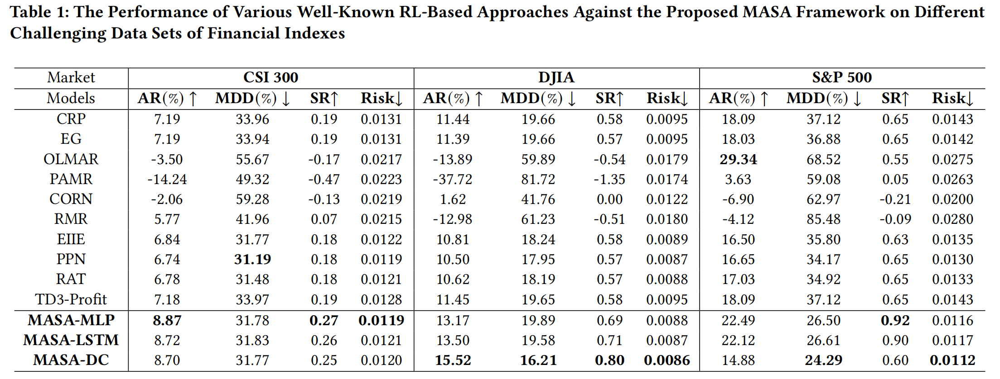 Table 1: The Performance of Various Well-Known RL-Based Approaches Against the Proposed MASA Framework on Different
Challenging Data Sets of Financial Indexes
Market CSI 300 DJIA S&P 500
Models AR(%) ↑ MDD(%) ↓ SR↑ Risk↓ AR(%) ↑ MDD(%) ↓ SR↑ Risk↓ AR(%) ↑ MDD(%) ↓ SR↑ Risk↓
CRP 7.19 33.96 0.19 0.0131 11.44 19.66 0.58 0.0095 18.09 37.12 0.65 0.0143
EG 7.19 33.94 0.19 0.0131 11.39 19.66 0.57 0.0095 18.03 36.88 0.65 0.0142
OLMAR -3.50 55.67 -0.17 0.0217 -13.89 59.89 -0.54 0.0179 29.34 68.52 0.55 0.0275
PAMR -14.24 49.32 -0.47 0.0223 -37.72 81.72 -1.35 0.0174 3.63 59.08 0.05 0.0263
CORN -2.06 59.28 -0.13 0.0219 1.62 41.76 0.00 0.0122 -6.90 62.97 -0.21 0.0200
RMR 5.77 41.96 0.07 0.0215 -12.98 61.23 -0.51 0.0180 -4.12 85.48 -0.09 0.0280
EIIE 6.84 31.77 0.18 0.0122 10.81 18.24 0.58 0.0089 16.50 35.80 0.63 0.0135
PPN 6.74 31.19 0.18 0.0119 10.50 17.95 0.57 0.0087 16.65 34.17 0.65 0.0130
RAT 6.78 31.48 0.18 0.0121 10.62 18.19 0.57 0.0088 17.03 34.92 0.65 0.0133
TD3-Profit 7.18 33.97 0.19 0.0128 11.45 19.65 0.58 0.0095 18.09 37.12 0.65 0.0143
MASA-MLP 8.87 31.78 0.27 0.0119 13.17 19.89 0.69 0.0088 22.49 26.50 0.92 0.0116
MASA-LSTM 8.72 31.83 0.26 0.0121 13.50 19.58 0.71 0.0087 22.12 26.61 0.90 0.0117
MASA-DC 8.70 31.77 0.25 0.0120 15.52 16.21 0.80 0.0086 14.88 24.29 0.60 0.0112